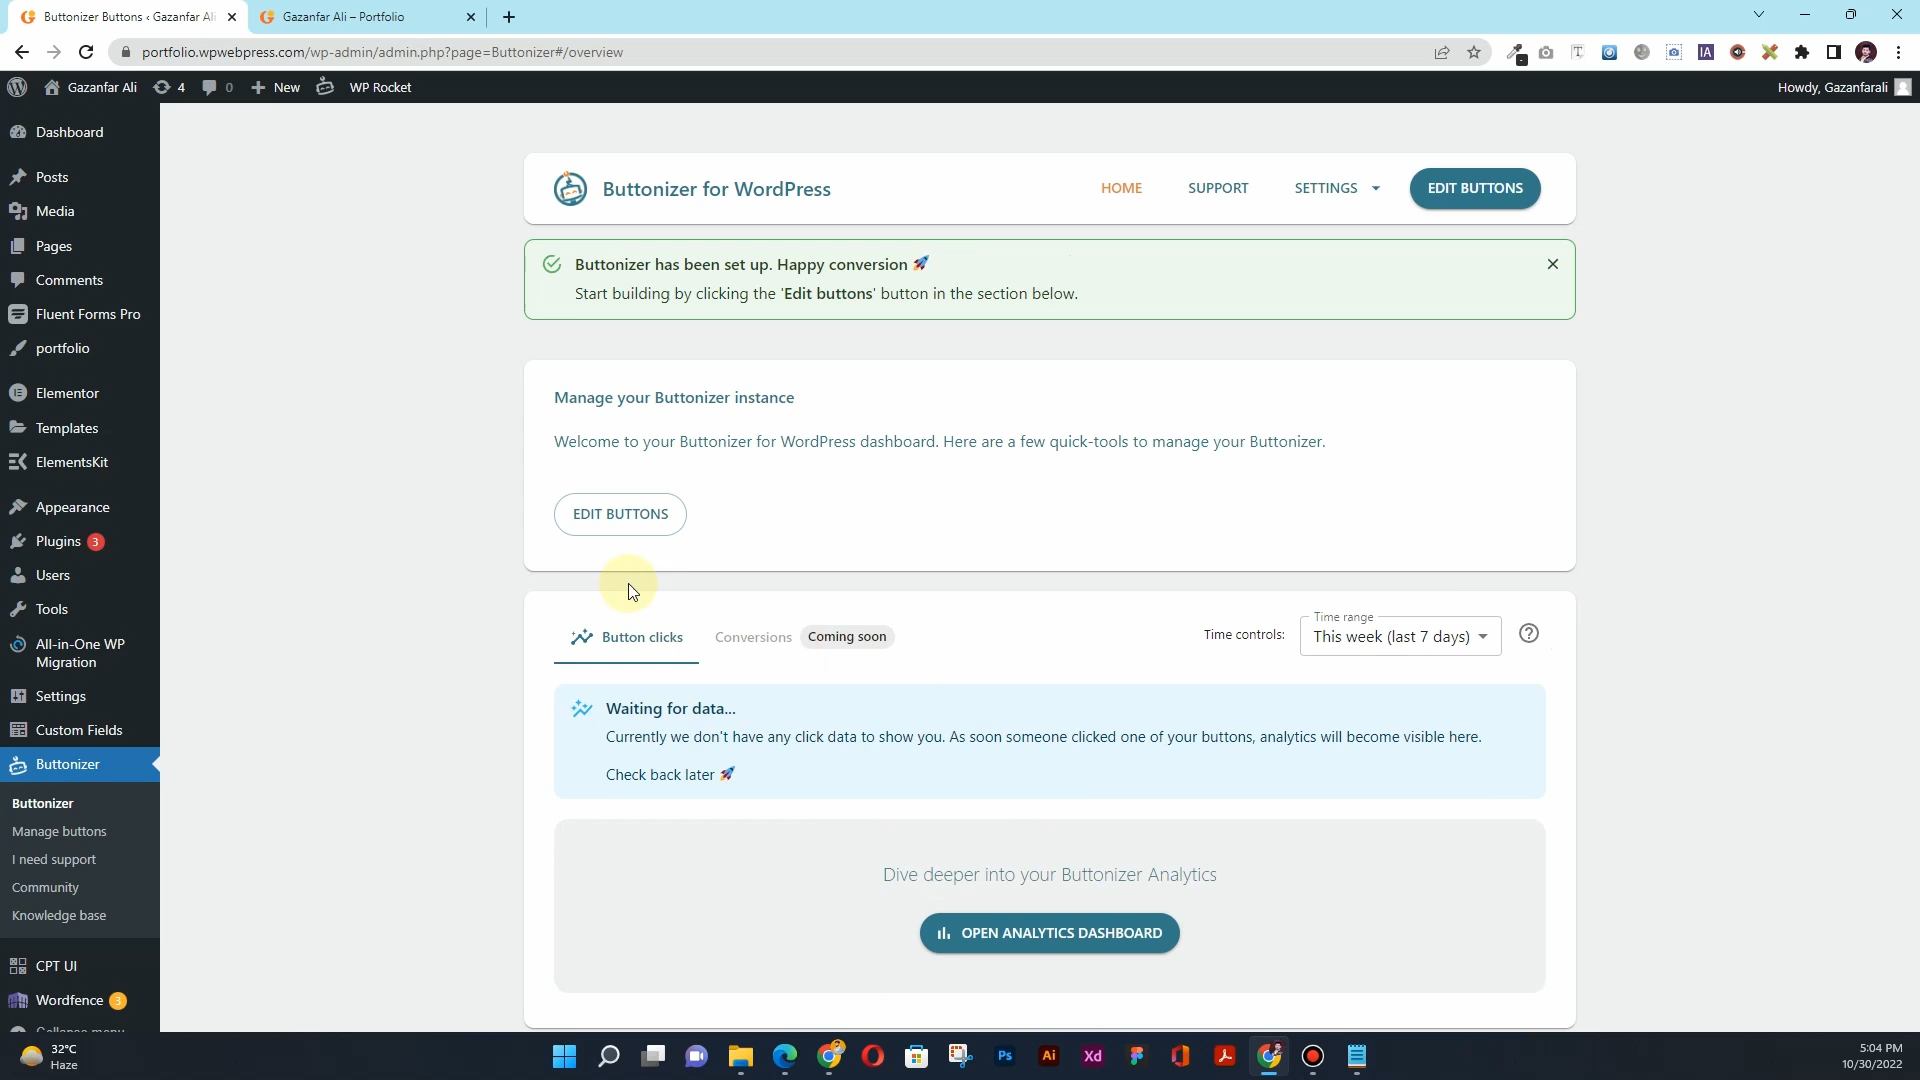 Buttonizer Buttons ‹ Gazanfar Ali
Gazanfar Ali – Portfolio
portfolio.wpwebpress.com/wp-admin/admin.php?page=Buttonizer#/overview
Gazanfar Ali
4
0
New
WP Rocket
Howdy, Gazanfarali
Dashboard
Posts
Media
Pages
Comments
Fluent Forms Pro
portfolio
Elementor
Templates
ElementsKit
Appearance
Plugins 3
Users
Tools
All-in-One WP
Migration
Settings
Custom Fields
Buttonizer
Buttonizer
Manage buttons
I need support
Community
Knowledge base
CPT UI
Wordfence 3
Collapse menu
Buttonizer for WordPress
HOME
SUPPORT
SETTINGS
EDIT BUTTONS
Buttonizer has been set up. Happy conversion 🚀
Start building by clicking the 'Edit buttons' button in the section below.
Manage your Buttonizer instance
Welcome to your Buttonizer for WordPress dashboard. Here are a few quick-tools to manage your Buttonizer.
EDIT BUTTONS
Button clicks
Conversions Coming soon
Time controls:
Time range
This week (last 7 days)
Waiting for data...
Currently we don't have any click data to show you. As soon someone clicked one of your buttons, analytics will become visible here.
Check back later 🚀
Dive deeper into your Buttonizer Analytics
OPEN ANALYTICS DASHBOARD
32°C
Haze
Ps
Ai
Xd
IA
5:04 PM
10/30/2022